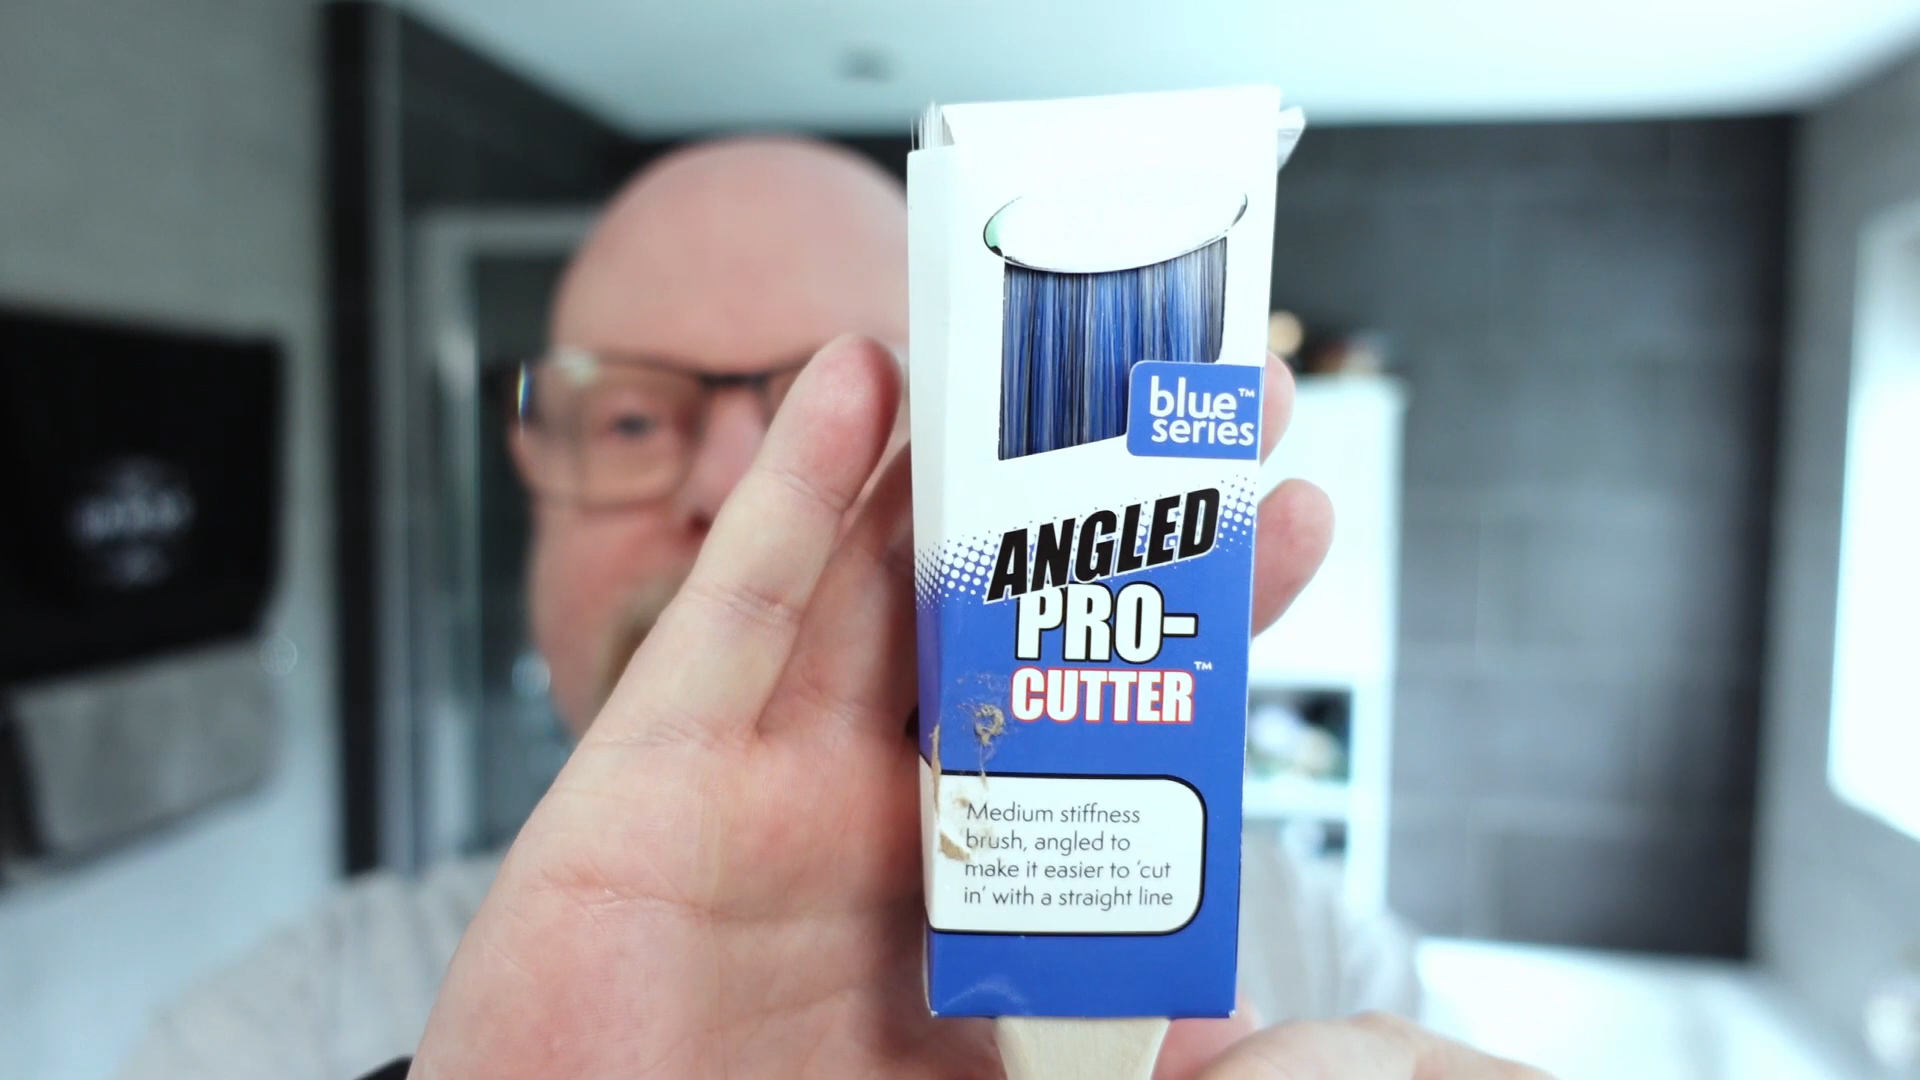 blue™
series
ANGLED
PRO-
CUTTER™
Medium stiffness
brush, angled to
make it easier to ‘cut
in’ with a straight line